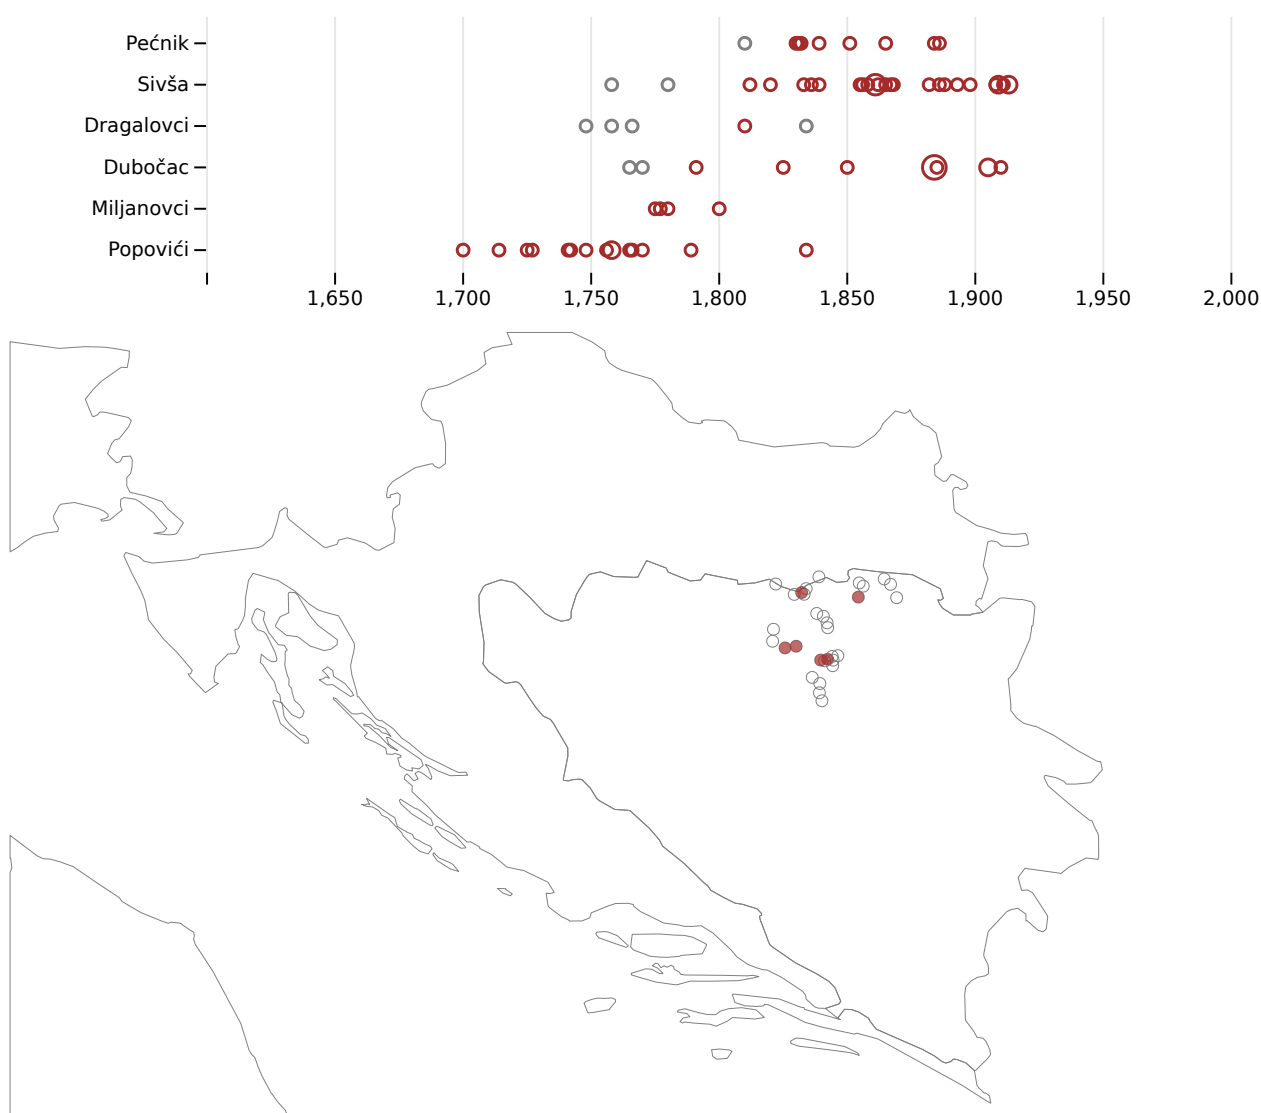 Pećnik
Sivša
Dragalovci
Dubočac
Miljanovci
Popovići
1,650 1,700 1,750 1,800 1,850 1,900 1,950 2,000